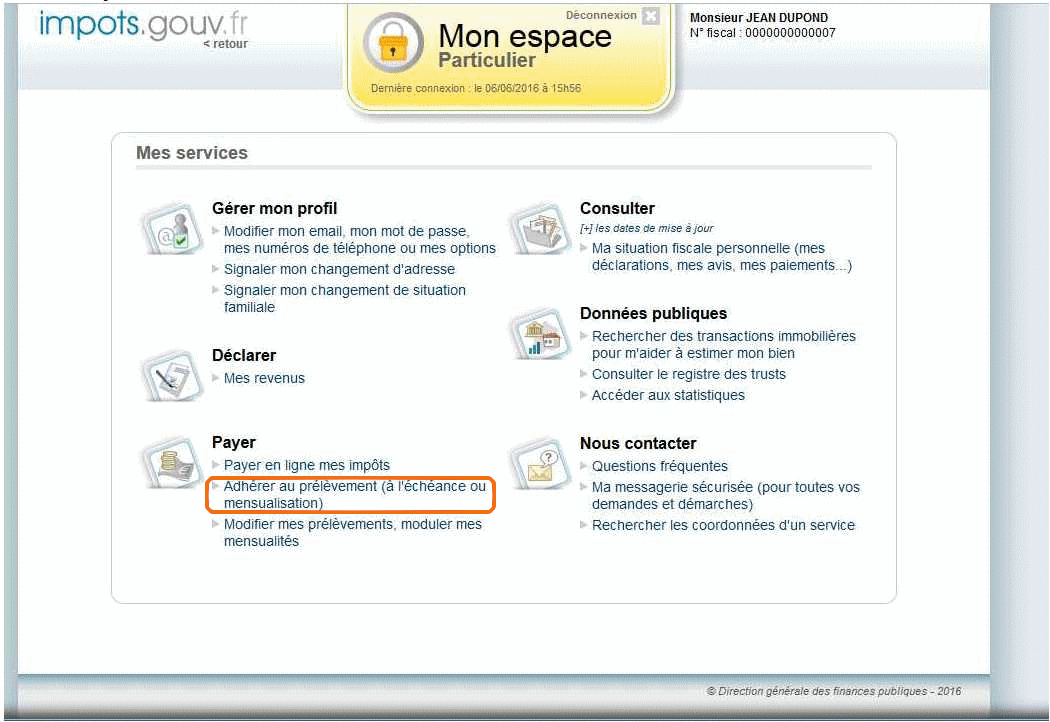 impots.gouv.fr
< retour
Déconnexion
Mon espace
Particulier
Dernière connexion : le 06/06/2016 à 15h56
Monsieur JEAN DUPOND
N° fiscal : 0000000000007
Mes services
Gérer mon profil
Modifier mon email, mon mot de passe,
mes numéros de téléphone ou mes options
Signaler mon changement d'adresse
Signaler mon changement de situation
familiale
Déclarer
Mes revenus
Payer
Payer en ligne mes impôts
Adhérer au prélèvement (à l'échéance ou
mensualisation)
Modifier mes prélèvements, moduler mes
mensualités
Consulter
[+] les dates de mise à jour
Ma situation fiscale personnelle (mes
déclarations, mes avis, mes paiements...)
Données publiques
Rechercher des transactions immobilières
pour m'aider à estimer mon bien
Consulter le registre des trusts
Accéder aux statistiques
Nous contacter
Questions fréquentes
Ma messagerie sécurisée (pour toutes vos
demandes et démarches)
Rechercher les coordonnées d'un service
© Direction générale des finances publiques - 2016